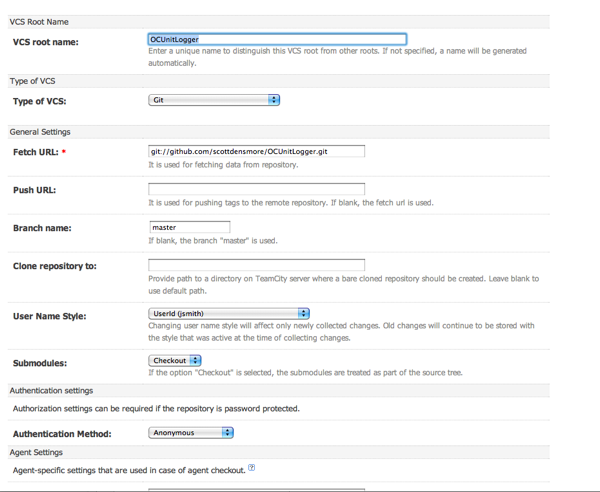 VCS Root Name
VCS root name:
OCUnitLogger
Enter a unique name to distinguish this VCS root from other roots. If not specified, a name will be generated
automatically.
Type of VCS
Type of VCS:
Git
General Settings
Fetch URL: *
git://github.com/scottdensmore/OCUnitLogger.git
It is used for fetching data from repository.
Push URL:
It is used for pushing tags to the remote repository. If blank, the fetch url is used.
Branch name:
master
If blank, the branch "master" is used.
Clone repository to:
Provide path to a directory on TeamCity server where a bare cloned repository should be created. Leave blank to
use default path.
User Name Style:
UserId (jsmith)
Changing user name style will affect only newly collected changes. Old changes will continue to be stored with
the style that was active at the time of collecting changes.
Submodules:
Checkout
If the option "Checkout" is selected, the submodules are treated as part of the source tree.
Authentication settings
Authorization settings can be required if the repository is password protected.
Authentication Method:
Anonymous
Agent Settings
Agent-specific settings that are used in case of agent checkout. ?